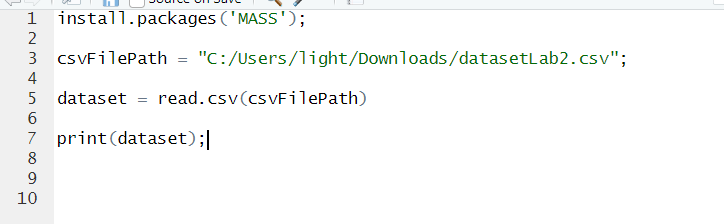 Source on Save
1 install.packages('MASS');
2
3 csvFilePath = "C:/Users/light/Downloads/datasetLab2.csv";
4
5 dataset = read.csv(csvFilePath)
6
7 print(dataset);
8
9
10